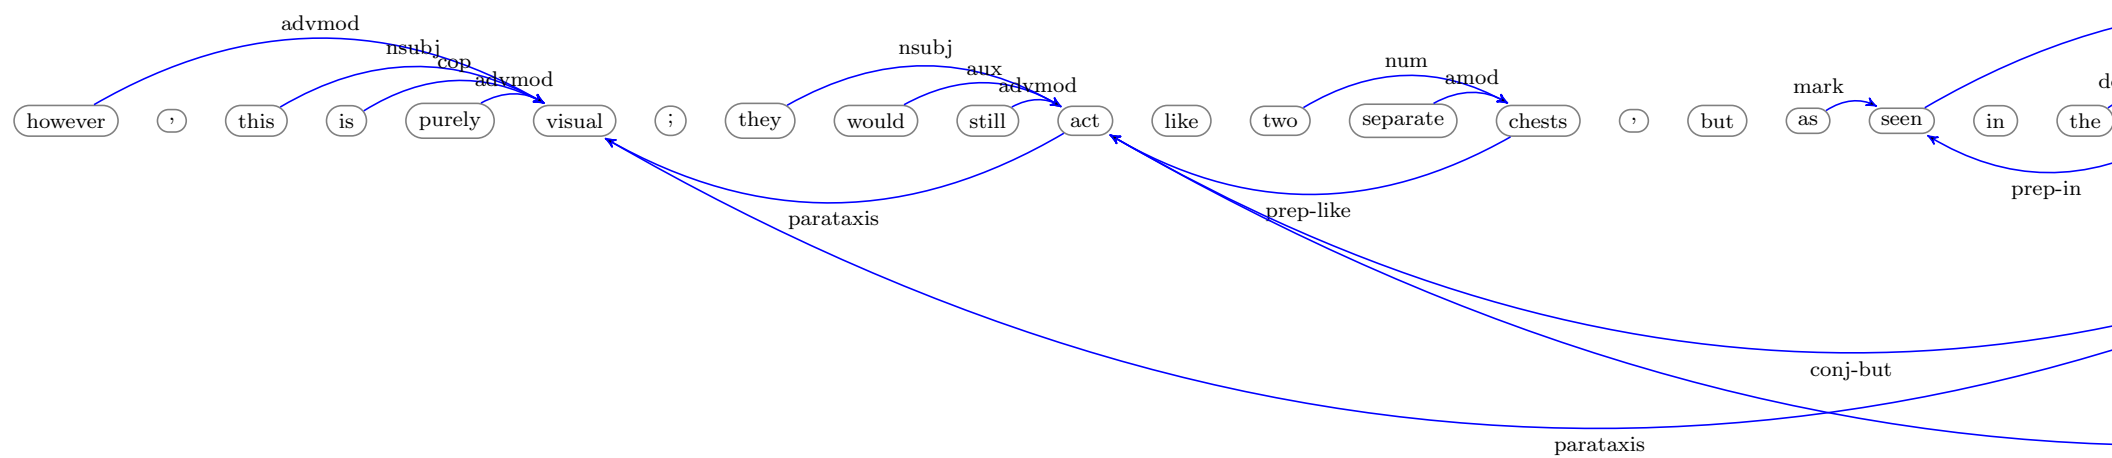 advmod
nsubj nsubj
cop aux num
advmod advmod amod mark
however , this is purely visual ; they would still act like two separate chests , but as seen in the
prep-in
parataxis prep-like
conj-but
parataxis